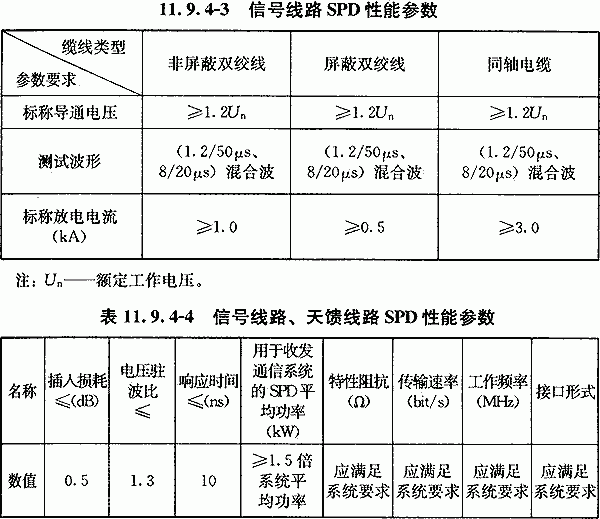 11.9.4-3 信号线路 SPD 性能参数
缆线类型
参数要求
非屏蔽双绞线
屏蔽双绞线
同轴电缆
标称导通电压
≥1.2Un
≥1.2Un
≥1.2Un
测试波形
(1.2/50μs、
8/20μs) 混合波
(1.2/50μs、
8/20μs) 混合波
(1.2/50μs、
8/20μs) 混合波
标称放电电流
(kA)
≥1.0
≥0.5
≥3.0
注: Un——额定工作电压。
表 11.9.4-4 信号线路、天馈线路 SPD 性能参数
名称
插入损耗
≤(dB)
电压驻
波比
≤
响应时间
≤(ns)
用于收发
通信系统
的 SPD 平
均功率
(kW)
特性阻抗
(Ω)
传输速率
(bit/s)
工作频率
(MHz)
接口形式
数值
0.5
1.3
10
≥1.5 倍
系统平
均功率
应满足
系统要求
应满足
系统要求
应满足
系统要求
应满足
系统要求